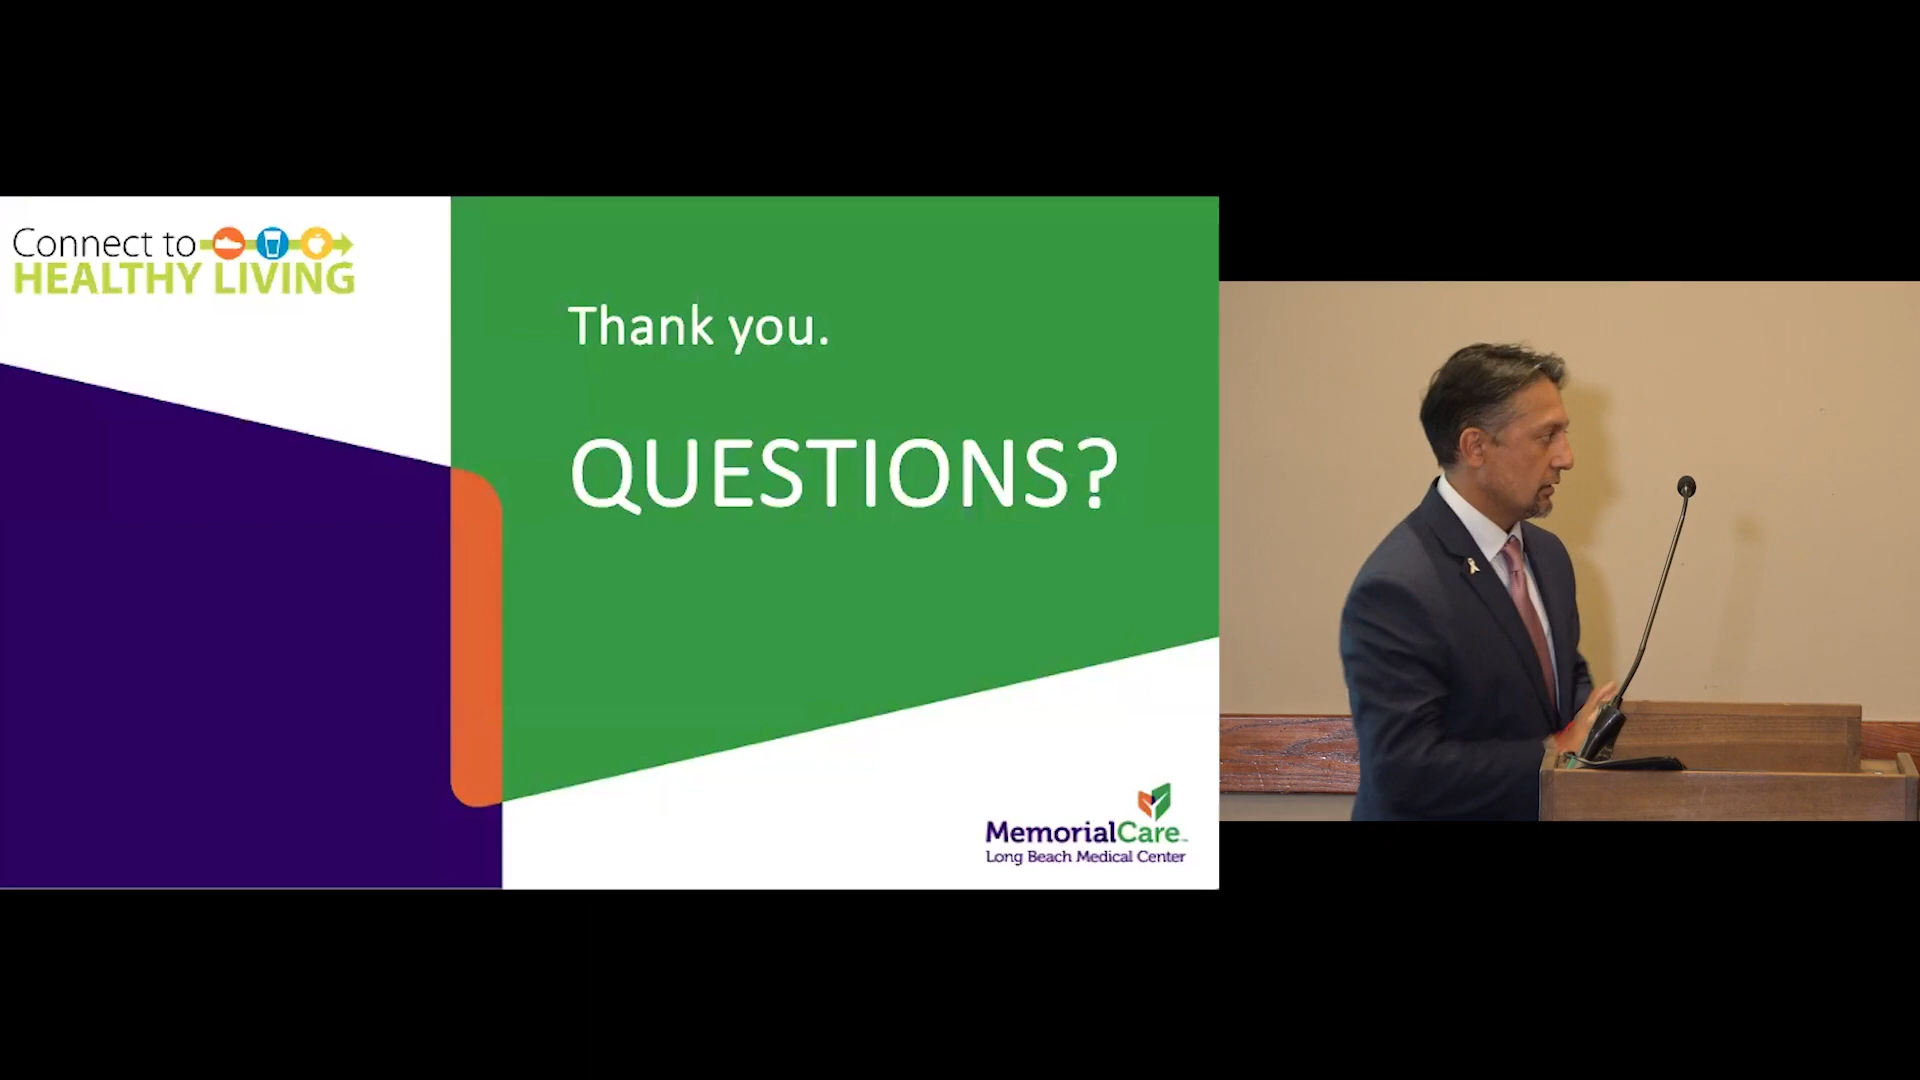 Connect to
HEALTHY LIVING
Thank you.
QUESTIONS?
MemorialCare
Long Beach Medical Center